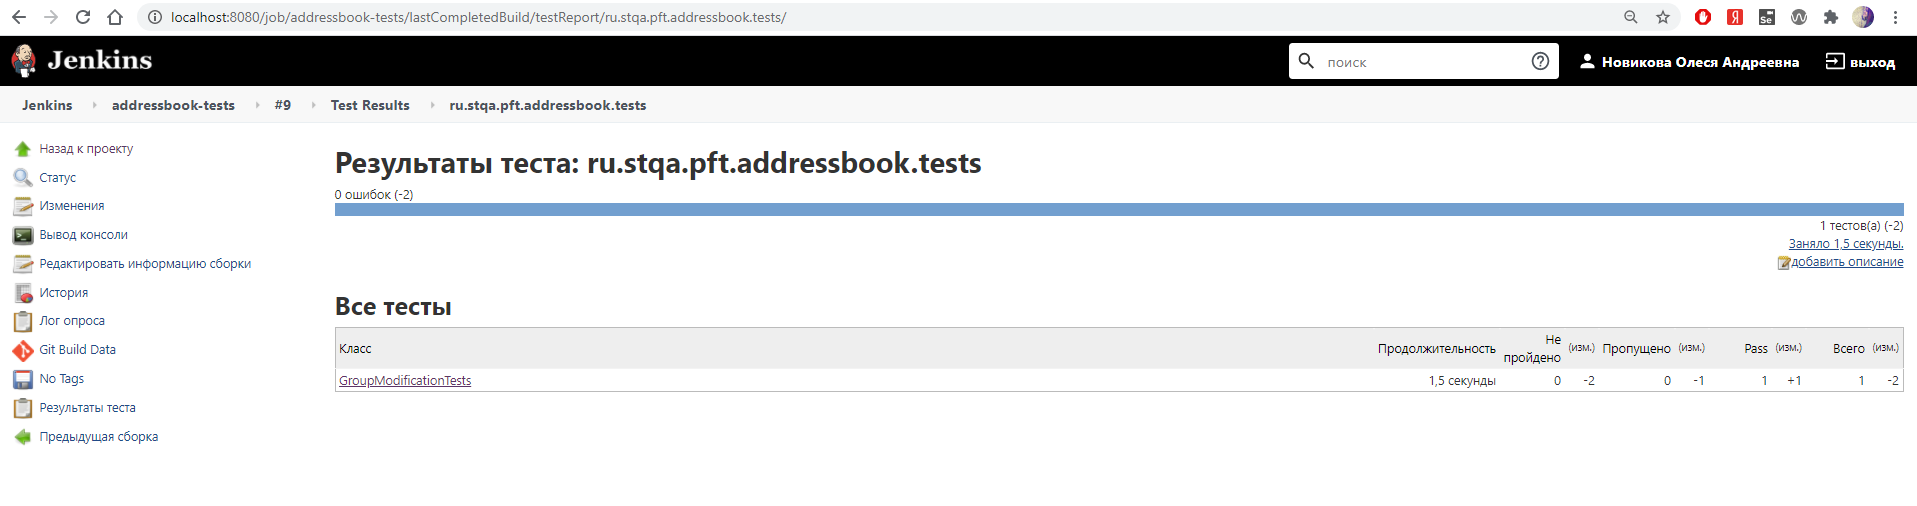 localhost:8080/job/addressbook-tests/lastCompletedBuild/testReport/ru.stqa.pft.addressbook.tests/
Jenkins
поиск
Новикова Олеся Андреевна
выход
Jenkins addressbook-tests #9 Test Results ru.stqa.pft.addressbook.tests
Назад к проекту
Статус
Изменения
Вывод консоли
Редактировать информацию сборки
История
Лог опроса
Git Build Data
No Tags
Результаты теста
Предыдущая сборка
Результаты теста: ru.stqa.pft.addressbook.tests
0 ошибок (-2)
1 тестов(а) (-2)
Заняло 1,5 секунды.
добавить описание
Все тесты
Класс Продолжительность Не пройдено (изм.) Пропущено (изм.) Pass (изм.) Всего (изм.)
GroupModificationTests 1,5 секунды 0 -2 0 -1 1 +1 1 -2